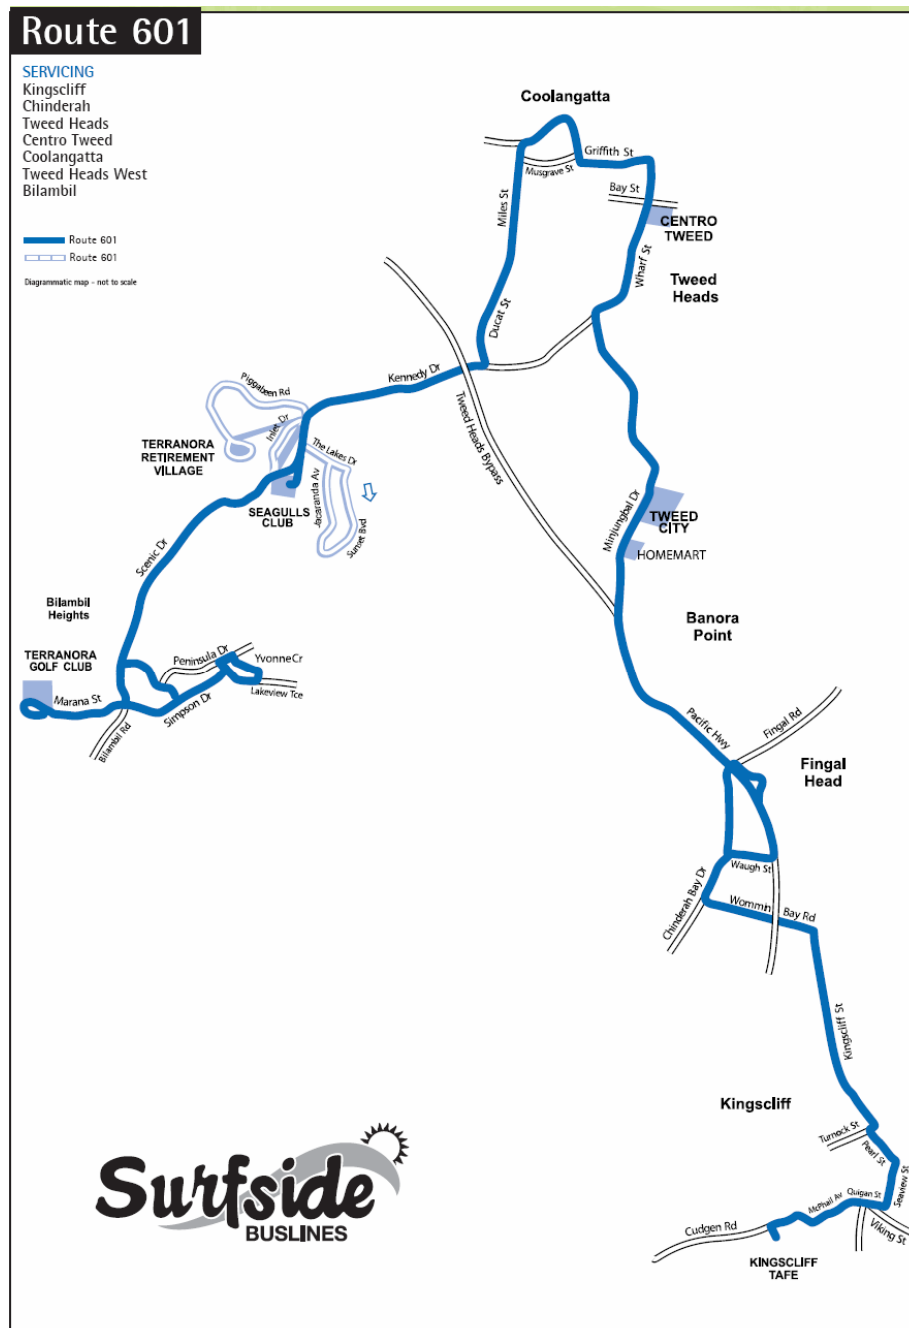 Route 601
SERVICING
Kingscliff
Chinderah
Tweed Heads
Centro Tweed
Coolangatta
Tweed Heads West
Bilambil
Route 601
Route 601
Diagrammatic map - not to scale
Coolangatta
Griffith St
Musgrave St
Bay St
Miles St
CENTRO
TWEED
Wharf St
Tweed
Heads
Ducat St
Kennedy Dr
Piggabeen Rd
Inlet Dr
Tweed Heads Bypass
TERRANORA
RETIREMENT
VILLAGE
The Lakes Dr
Jacaranda Av
Sunset Bvd
SEAGULLS
CLUB
Minjungbal Dr
TWEED
CITY
HOMEMART
Scenic Dr
Bilambil
Heights
Banora
Point
TERRANORA
GOLF CLUB
Peninsula Dr
YvonneCr
Lakeview Tce
Marana St
Simpson Dr
Bilambil Rd
Pacific Hwy
Fingal Rd
Fingal
Head
Waugh St
Chinderah Bay Dr
Wommin Bay Rd
Kingscliff St
Kingscliff
Turnock St
Pearl St
Seaview St
McPhail Av
Quigan St
Viking St
Cudgen Rd
KINGSCLIFF
TAFE
Surfside
BUSLINES